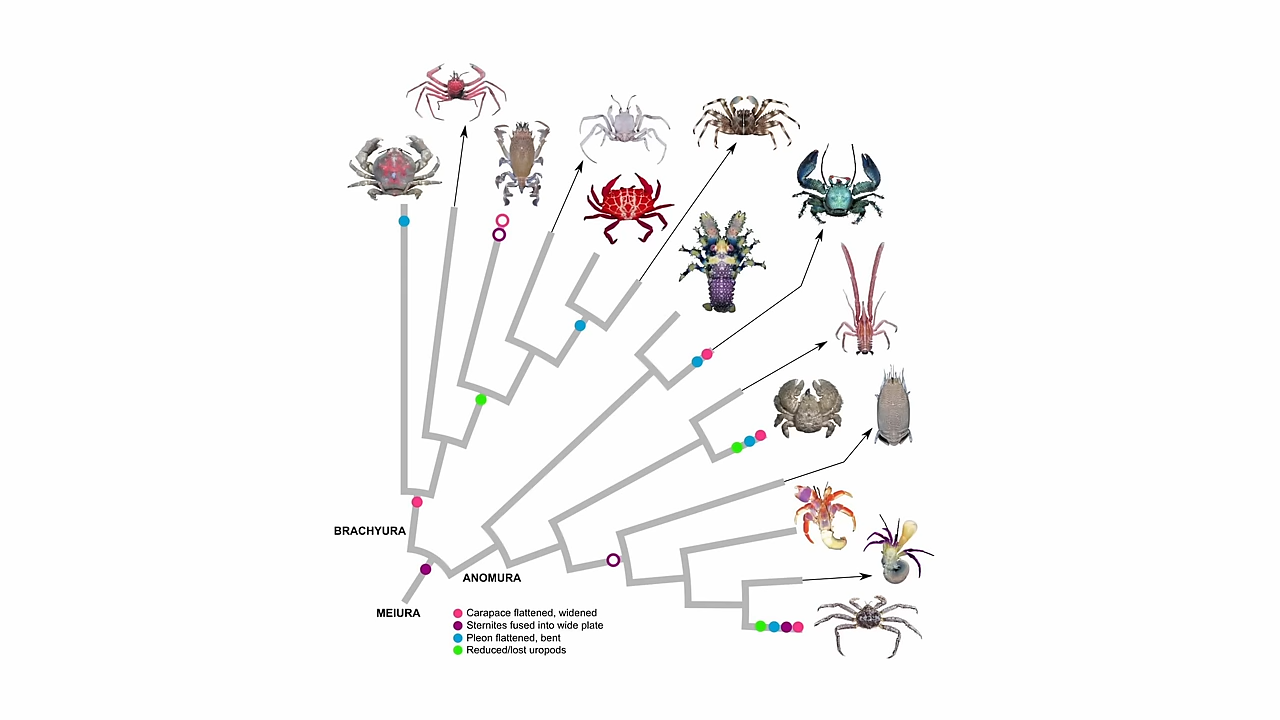 BRACHYURA
ANOMURA
MEIURA
Carapace flattened, widened
Sternites fused into wide plate
Pleon flattened, bent
Reduced/lost uropods